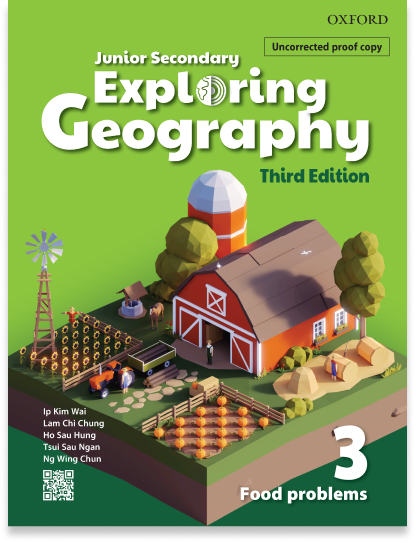 OXFORD
Uncorrected proof copy
Junior Secondary
Exploring
Geography
Third Edition
Ip Kim Wai
Lam Chi Chung
Ho Sau Hung
Tsui Sau Ngan
Ng Wing Chun
3
Food problems